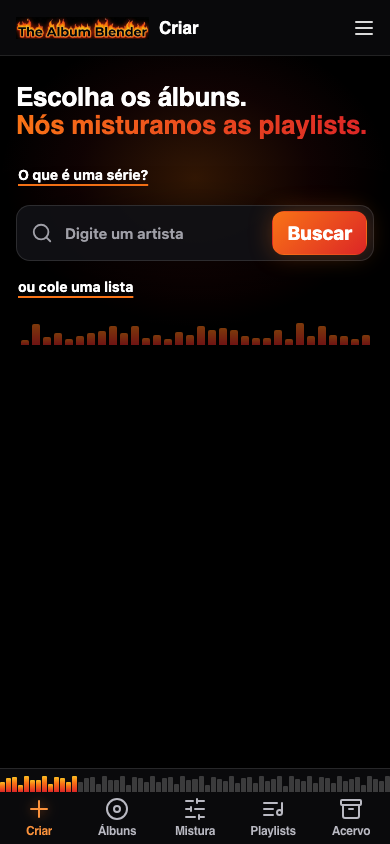 The Album Blender Criar
Escolha os álbuns.
Nós misturamos as playlists.
O que é uma série?
Digite um artista Buscar
ou cole uma lista
Criar Álbuns Mistura Playlists Acervo